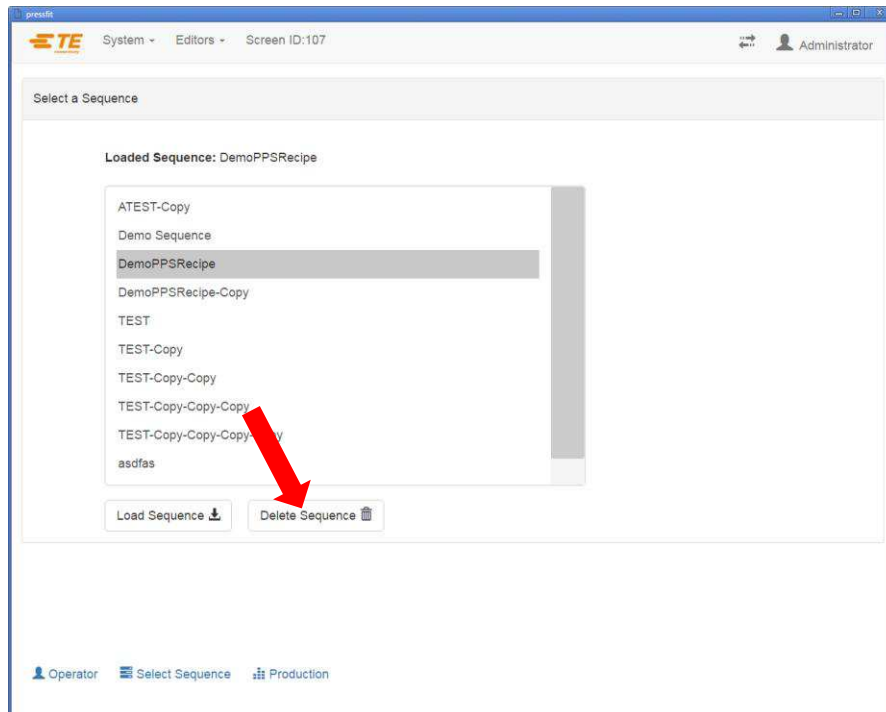 pressfit
TE System Editors Screen ID:107 Administrator
Select a Sequence
Loaded Sequence: DemoPPSRecipe
ATEST-Copy
Demo Sequence
DemoPPSRecipe
DemoPPSRecipe-Copy
TEST
TEST-Copy
TEST-Copy-Copy
TEST-Copy-Copy-Copy
TEST-Copy-Copy-Copy
asdfas
Load Sequence Delete Sequence
Operator Select Sequence Production